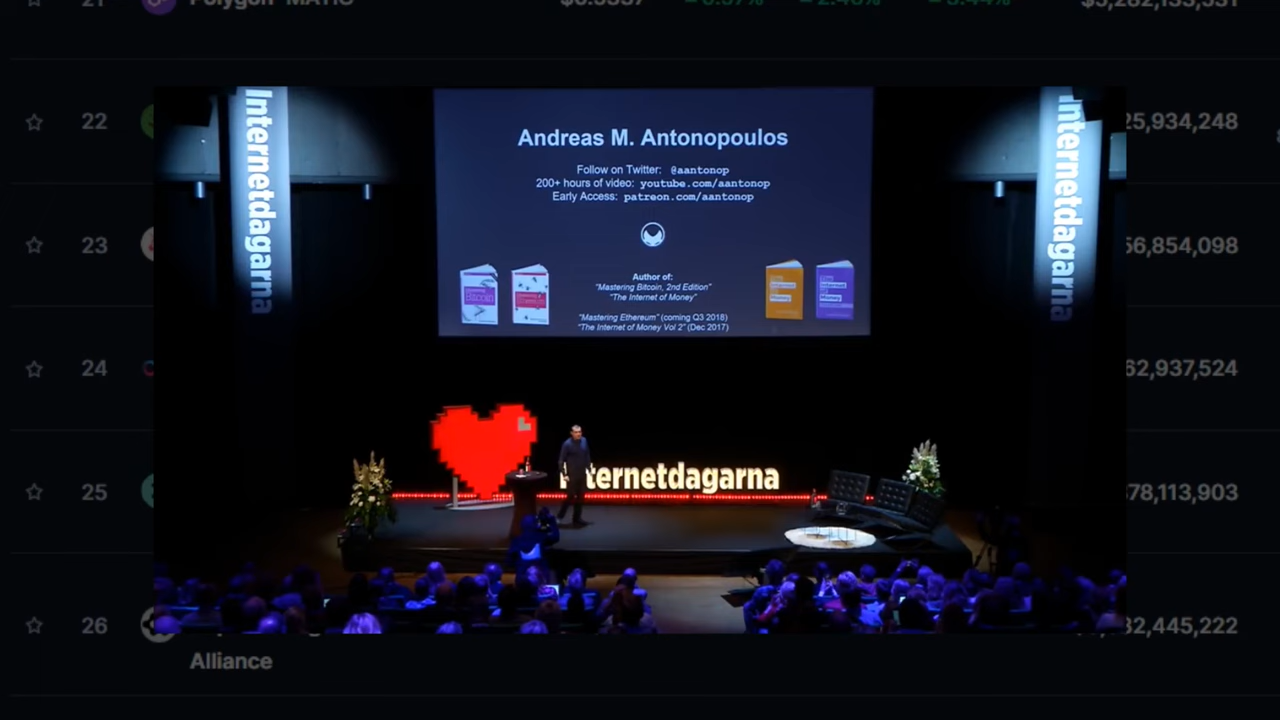 21 Polygon MATIC
22 25,934,248
23 56,854,098
24 62,937,524
25 78,113,903
26 32,445,222
Alliance
Internetdagarna
Internetdagarna
Andreas M. Antonopoulos
Follow on Twitter: @aantonop
200+ hours of video: youtube.com/aantonop
Early Access: patreon.com/aantonop
Author of:
"Mastering Bitcoin, 2nd Edition"
"The Internet of Money"
"Mastering Ethereum" (coming Q3 2018)
"The Internet of Money Vol 2" (Dec 2017)
ternetdagarna